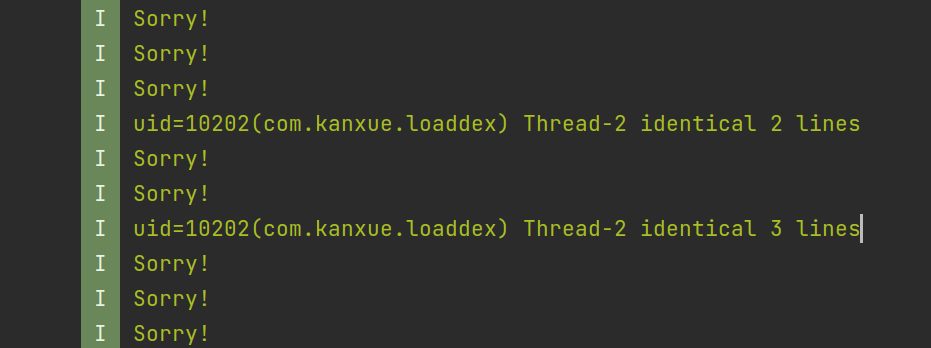 I Sorry!
I Sorry!
I Sorry!
I uid=10202(com.kanxue.loaddex) Thread-2 identical 2 lines
I Sorry!
I Sorry!
I uid=10202(com.kanxue.loaddex) Thread-2 identical 3 lines
I Sorry!
I Sorry!
I Sorry!